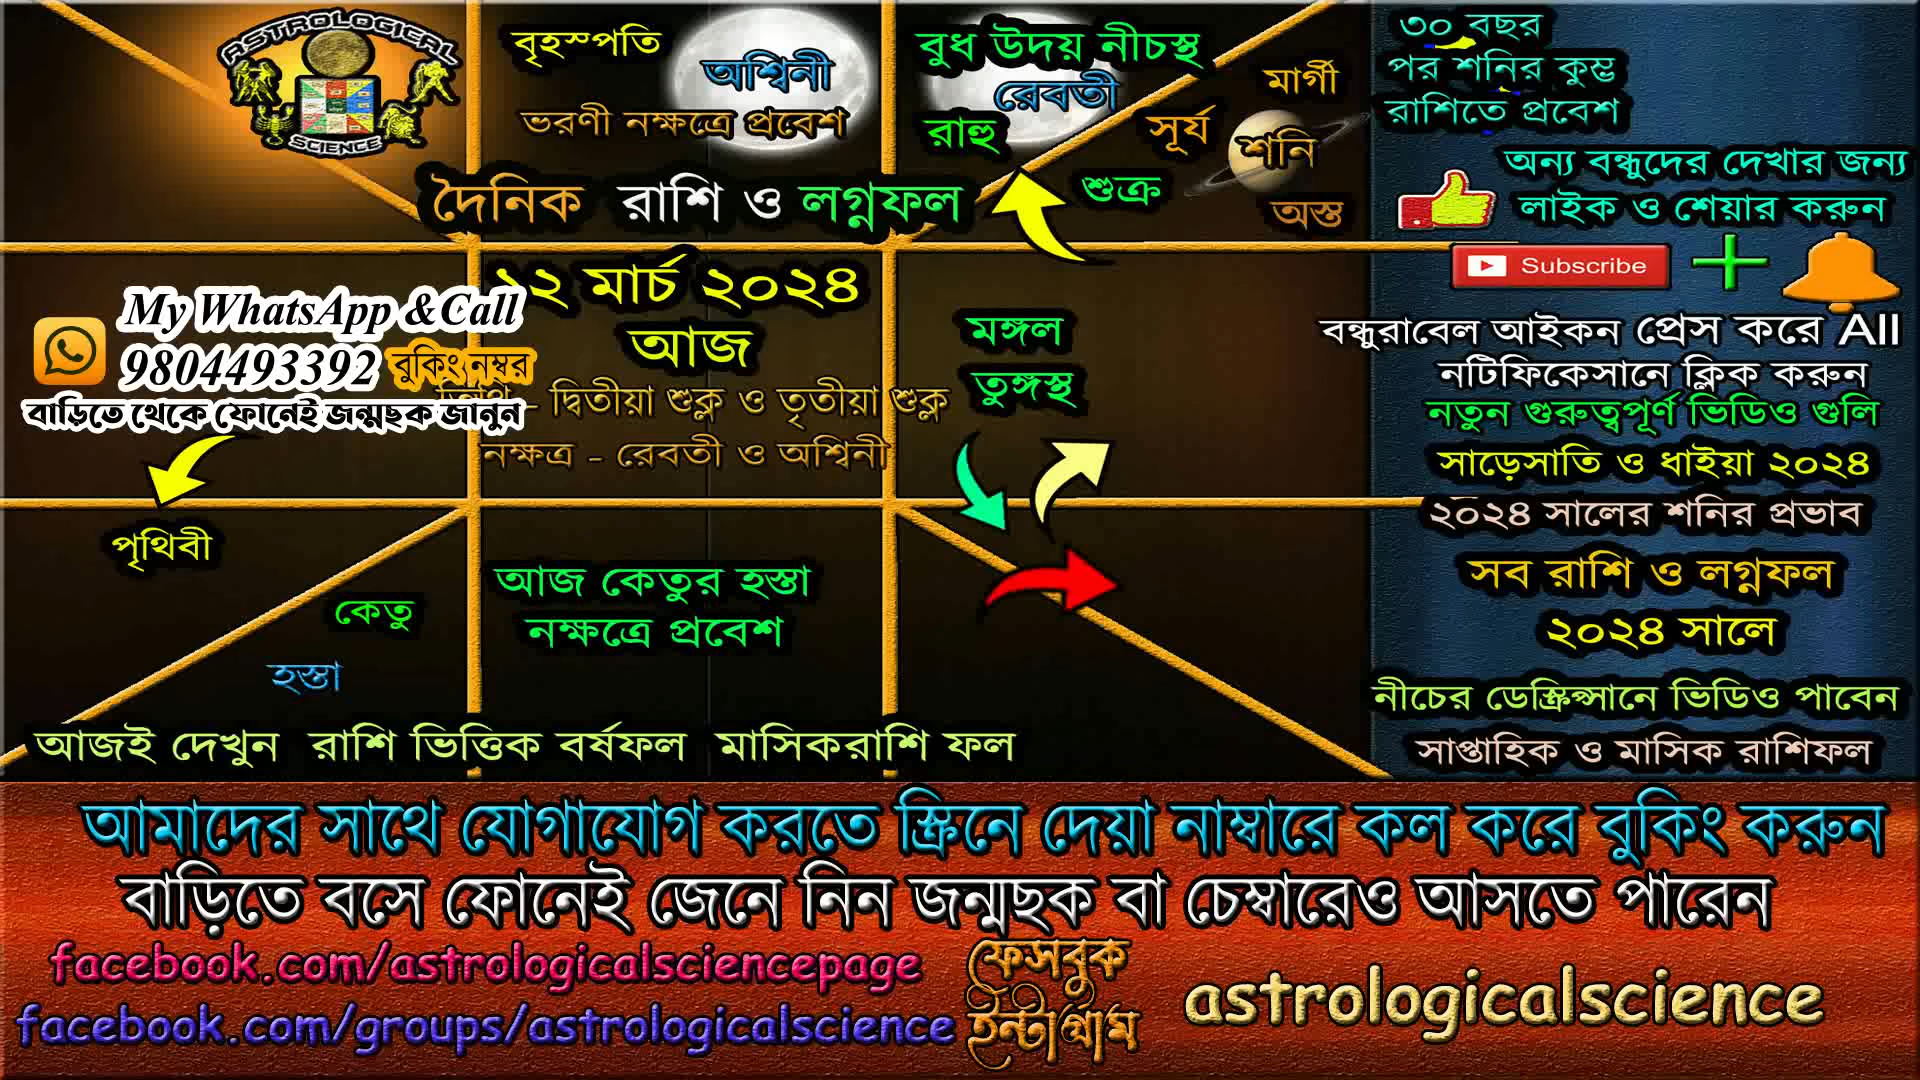 ASTROLOGICAL
SCIENCE
বৃহস্পতি
অশ্বিনী
ভরণী নক্ষত্রে প্রবেশ
বুধ উদয় নীচস্থ
রেবতী
রাহু
মার্গী
সূর্য
শনি
শুক্র
অস্ত
৩০ বছর
পর শনির কুম্ভ
রাশিতে প্রবেশ
অন্য বন্ধুদের দেখার জন্য
লাইক ও শেয়ার করুন
Subscribe
বন্ধুরাবেল আইকন প্রেস করে All
নটিফিকেসানে ক্লিক করুন
নতুন গুরুত্বপূর্ণ ভিডিও গুলি
সাড়েসাতি ও ধাইয়া ২০২৪
২০২৪ সালের শনির প্রভাব
সব রাশি ও লগ্নফল
২০২৪ সালে
নীচের ডেস্ক্রিপ্সানে ভিডিও পাবেন
সাপ্তাহিক ও মাসিক রাশিফল
দৈনিক রাশি ও লগ্নফল
১২ মার্চ ২০২৪
আজ
My WhatsApp &Call
9804493392 বুকিং নম্বর
বাড়িতে থেকে ফোনেই জন্মছক জানুন
– দ্বিতীয়া শুক্ল ও তৃতীয়া শুক্ল
নক্ষত্র – রেবতী ও অশ্বিনী
মঙ্গল
তুঙ্গস্থ
পৃথিবী
কেতু
হস্তা
আজ কেতুর হস্তা
নক্ষত্রে প্রবেশ
আজই দেখুন রাশি ভিত্তিক বর্ষফল মাসিকরাশি ফল
আমাদের সাথে যোগাযোগ করতে স্ক্রিনে দেয়া নাম্বারে কল করে বুকিং করুন
বাড়িতে বসে ফোনেই জেনে নিন জন্মছক বা চেম্বারেও আসতে পারেন
facebook.com/astrologicalsciencepage
facebook.com/groups/astrologicalscience
ফেসবুক
ইন্টাগ্রাম
astrologicalscience